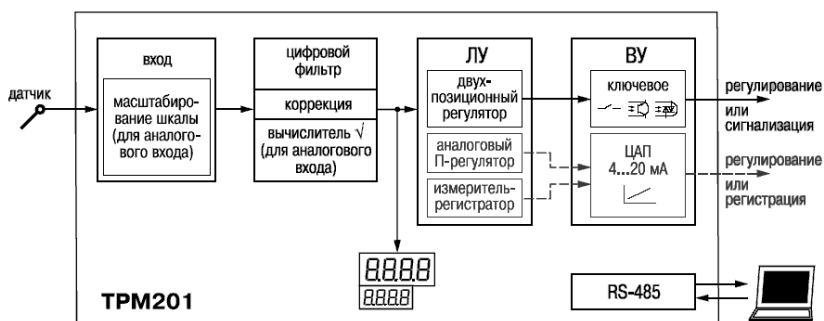 датчик
вход
масштабиро-
вание шкалы
(для аналого-
вого входа)
цифровой
фильтр
коррекция
вычислитель √
(для аналогового
входа)
ЛУ
двух-
позиционный
регулятор
аналоговый
П-регулятор
измеритель-
регистратор
ВУ
ключевое
ЦАП
4...20 мА
регулирование
или
сигнализация
регулирование
или
регистрация
8.8.8.8
8.8.8.8
ТРМ201
RS-485